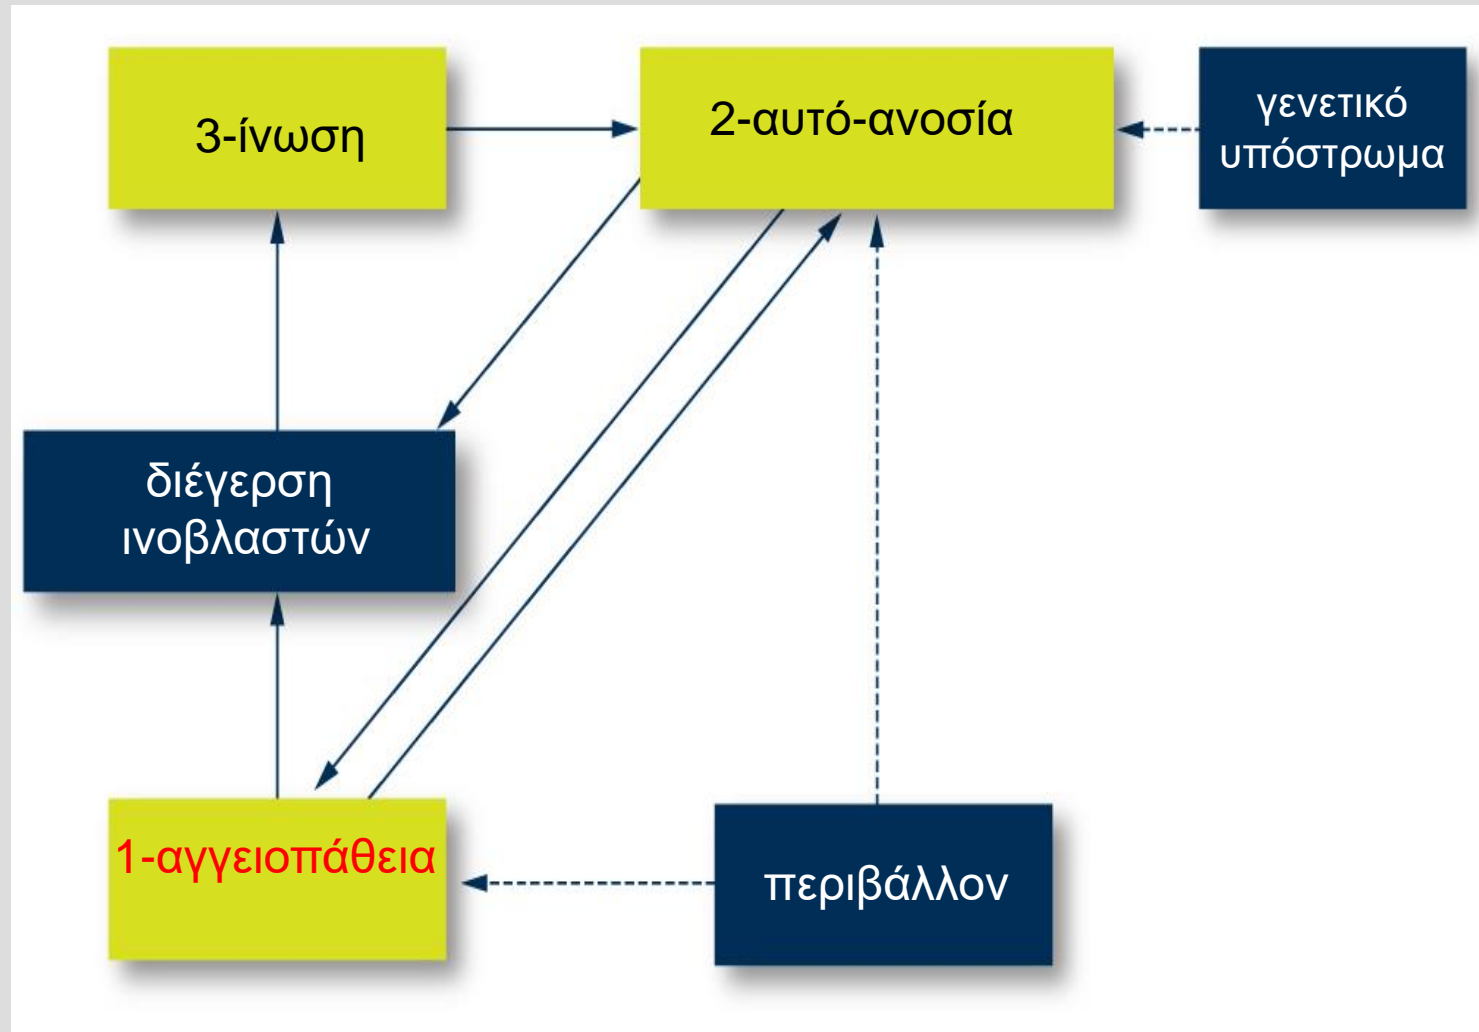 3-ίνωση
2-αυτό-ανοσία
γενετικό
υπόστρωμα
διέγερση
ινοβλαστών
1-αγγειοπάθεια
περιβάλλον